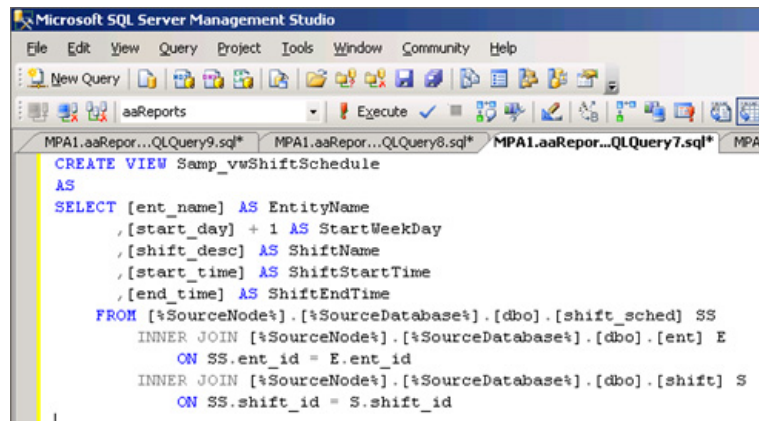 Microsoft SQL Server Management Studio
File Edit View Query Project Tools Window Community Help
New Query
aaReports Execute
MPA1.aaRepor...QLQuery9.sql* MPA1.aaRepor...QLQuery8.sql* MPA1.aaRepor...QLQuery7.sql* MPA
CREATE VIEW Samp_vwShiftSchedule
AS
SELECT [ent_name] AS EntityName
,[start_day] + 1 AS StartWeekDay
,[shift_desc] AS ShiftName
,[start_time] AS ShiftStartTime
,[end_time] AS ShiftEndTime
FROM [%SourceNode%].[%SourceDatabase%].[dbo].[shift_sched] SS
INNER JOIN [%SourceNode%].[%SourceDatabase%].[dbo].[ent] E
ON SS.ent_id = E.ent_id
INNER JOIN [%SourceNode%].[%SourceDatabase%].[dbo].[shift] S
ON SS.shift_id = S.shift_id